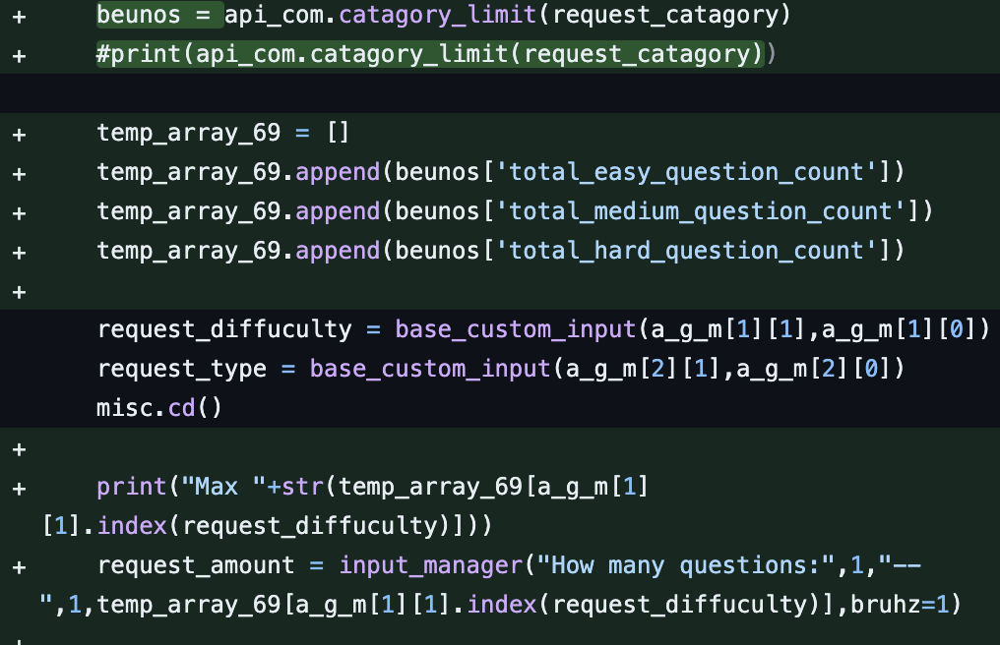 + beunos = api_com.catagory_limit(request_catagory)
+ #print(api_com.catagory_limit(request_catagory))
+ temp_array_69 = []
+ temp_array_69.append(beunos['total_easy_question_count'])
+ temp_array_69.append(beunos['total_medium_question_count'])
+ temp_array_69.append(beunos['total_hard_question_count'])
+
request_diffuculty = base_custom_input(a_g_m[1][1],a_g_m[1][0])
request_type = base_custom_input(a_g_m[2][1],a_g_m[2][0])
misc.cd()
+
+ print("Max "+str(temp_array_69[a_g_m[1]
[1].index(request_diffuculty)]))
+ request_amount = input_manager("How many questions:",1,"--
",1,temp_array_69[a_g_m[1][1].index(request_diffuculty)],bruhz=1)
+